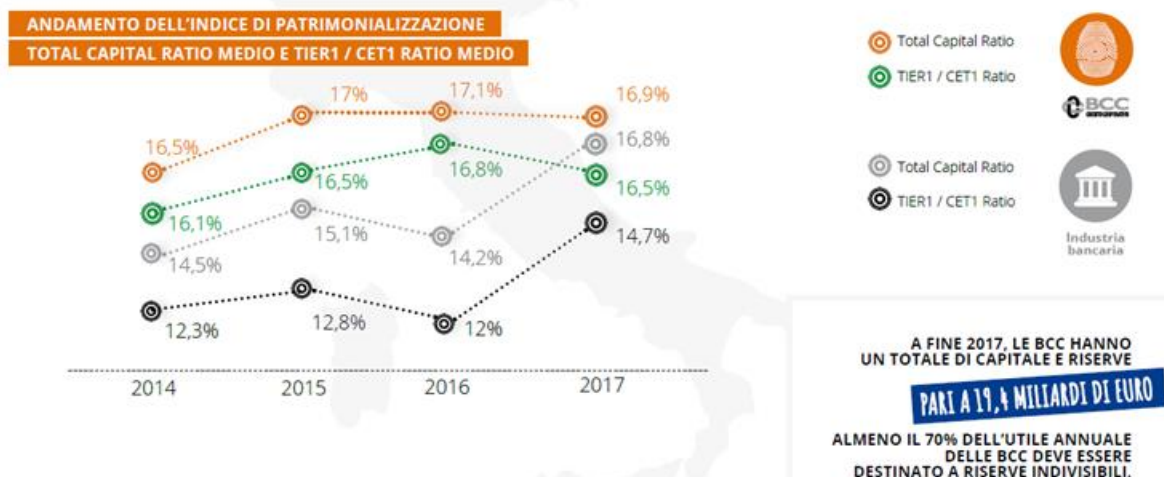 ANDAMENTO DELL'INDICE DI PATRIMONIALIZZAZIONE
TOTAL CAPITAL RATIO MEDIO E TIER1 / CET1 RATIO MEDIO
16,5%
17%
17,1%
16,9%
16,1%
16,5%
16,8%
16,5%
14,5%
15,1%
14,2%
16,8%
12,3%
12,8%
12%
14,7%
2014 2015 2016 2017
Total Capital Ratio
TIER1 / CET1 Ratio
BCC
Total Capital Ratio
TIER1 / CET1 Ratio
Industria
bancaria
A FINE 2017, LE BCC HANNO
UN TOTALE DI CAPITALE E RISERVE
PARI A 19,4 MILIARDI DI EURO
ALMENO IL 70% DELL'UTILE ANNUALE
DELLE BCC DEVE ESSERE
DESTINATO A RISERVE INDIVISIBILI.